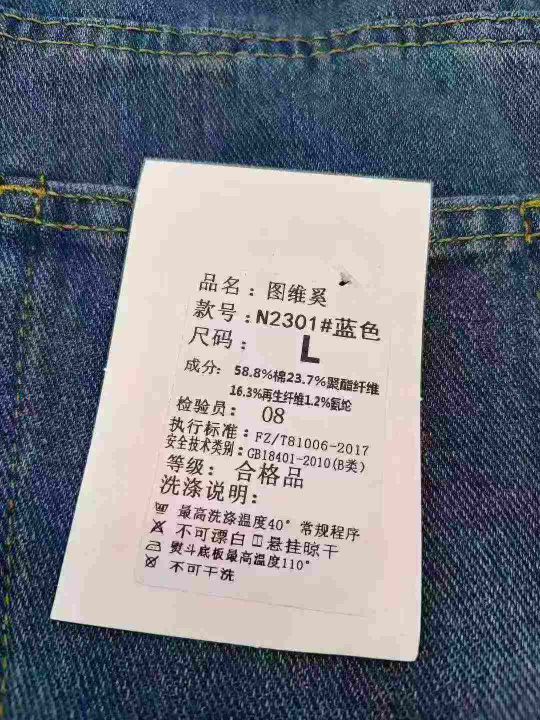 品名：图维奚
款号：N2301#蓝色
尺码：L
成分：58.8%棉23.7%聚酯纤维
16.3%再生纤维1.2%氨纶
检验员：08
执行标准：FZ/T81006-2017
安全技术类别：GB18401-2010(B类)
等级：合格品
洗涤说明：
最高洗涤温度40°常规程序
不可漂白 悬挂晾干
熨斗底板最高温度110°
不可干洗